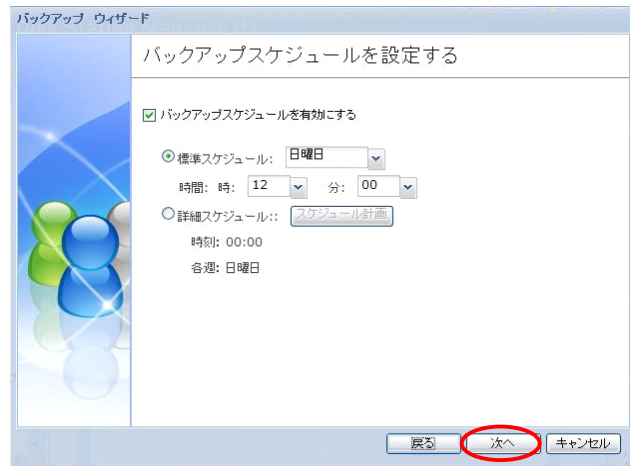 バックアップ ウィザード
バックアップスケジュールを設定する
バックアップスケジュールを有効にする
標準スケジュール: 日曜日
時間: 時: 12 分: 00
詳細スケジュール:: スケジュール計画
時刻: 00:00
各週: 日曜日
戻る 次へ キャンセル